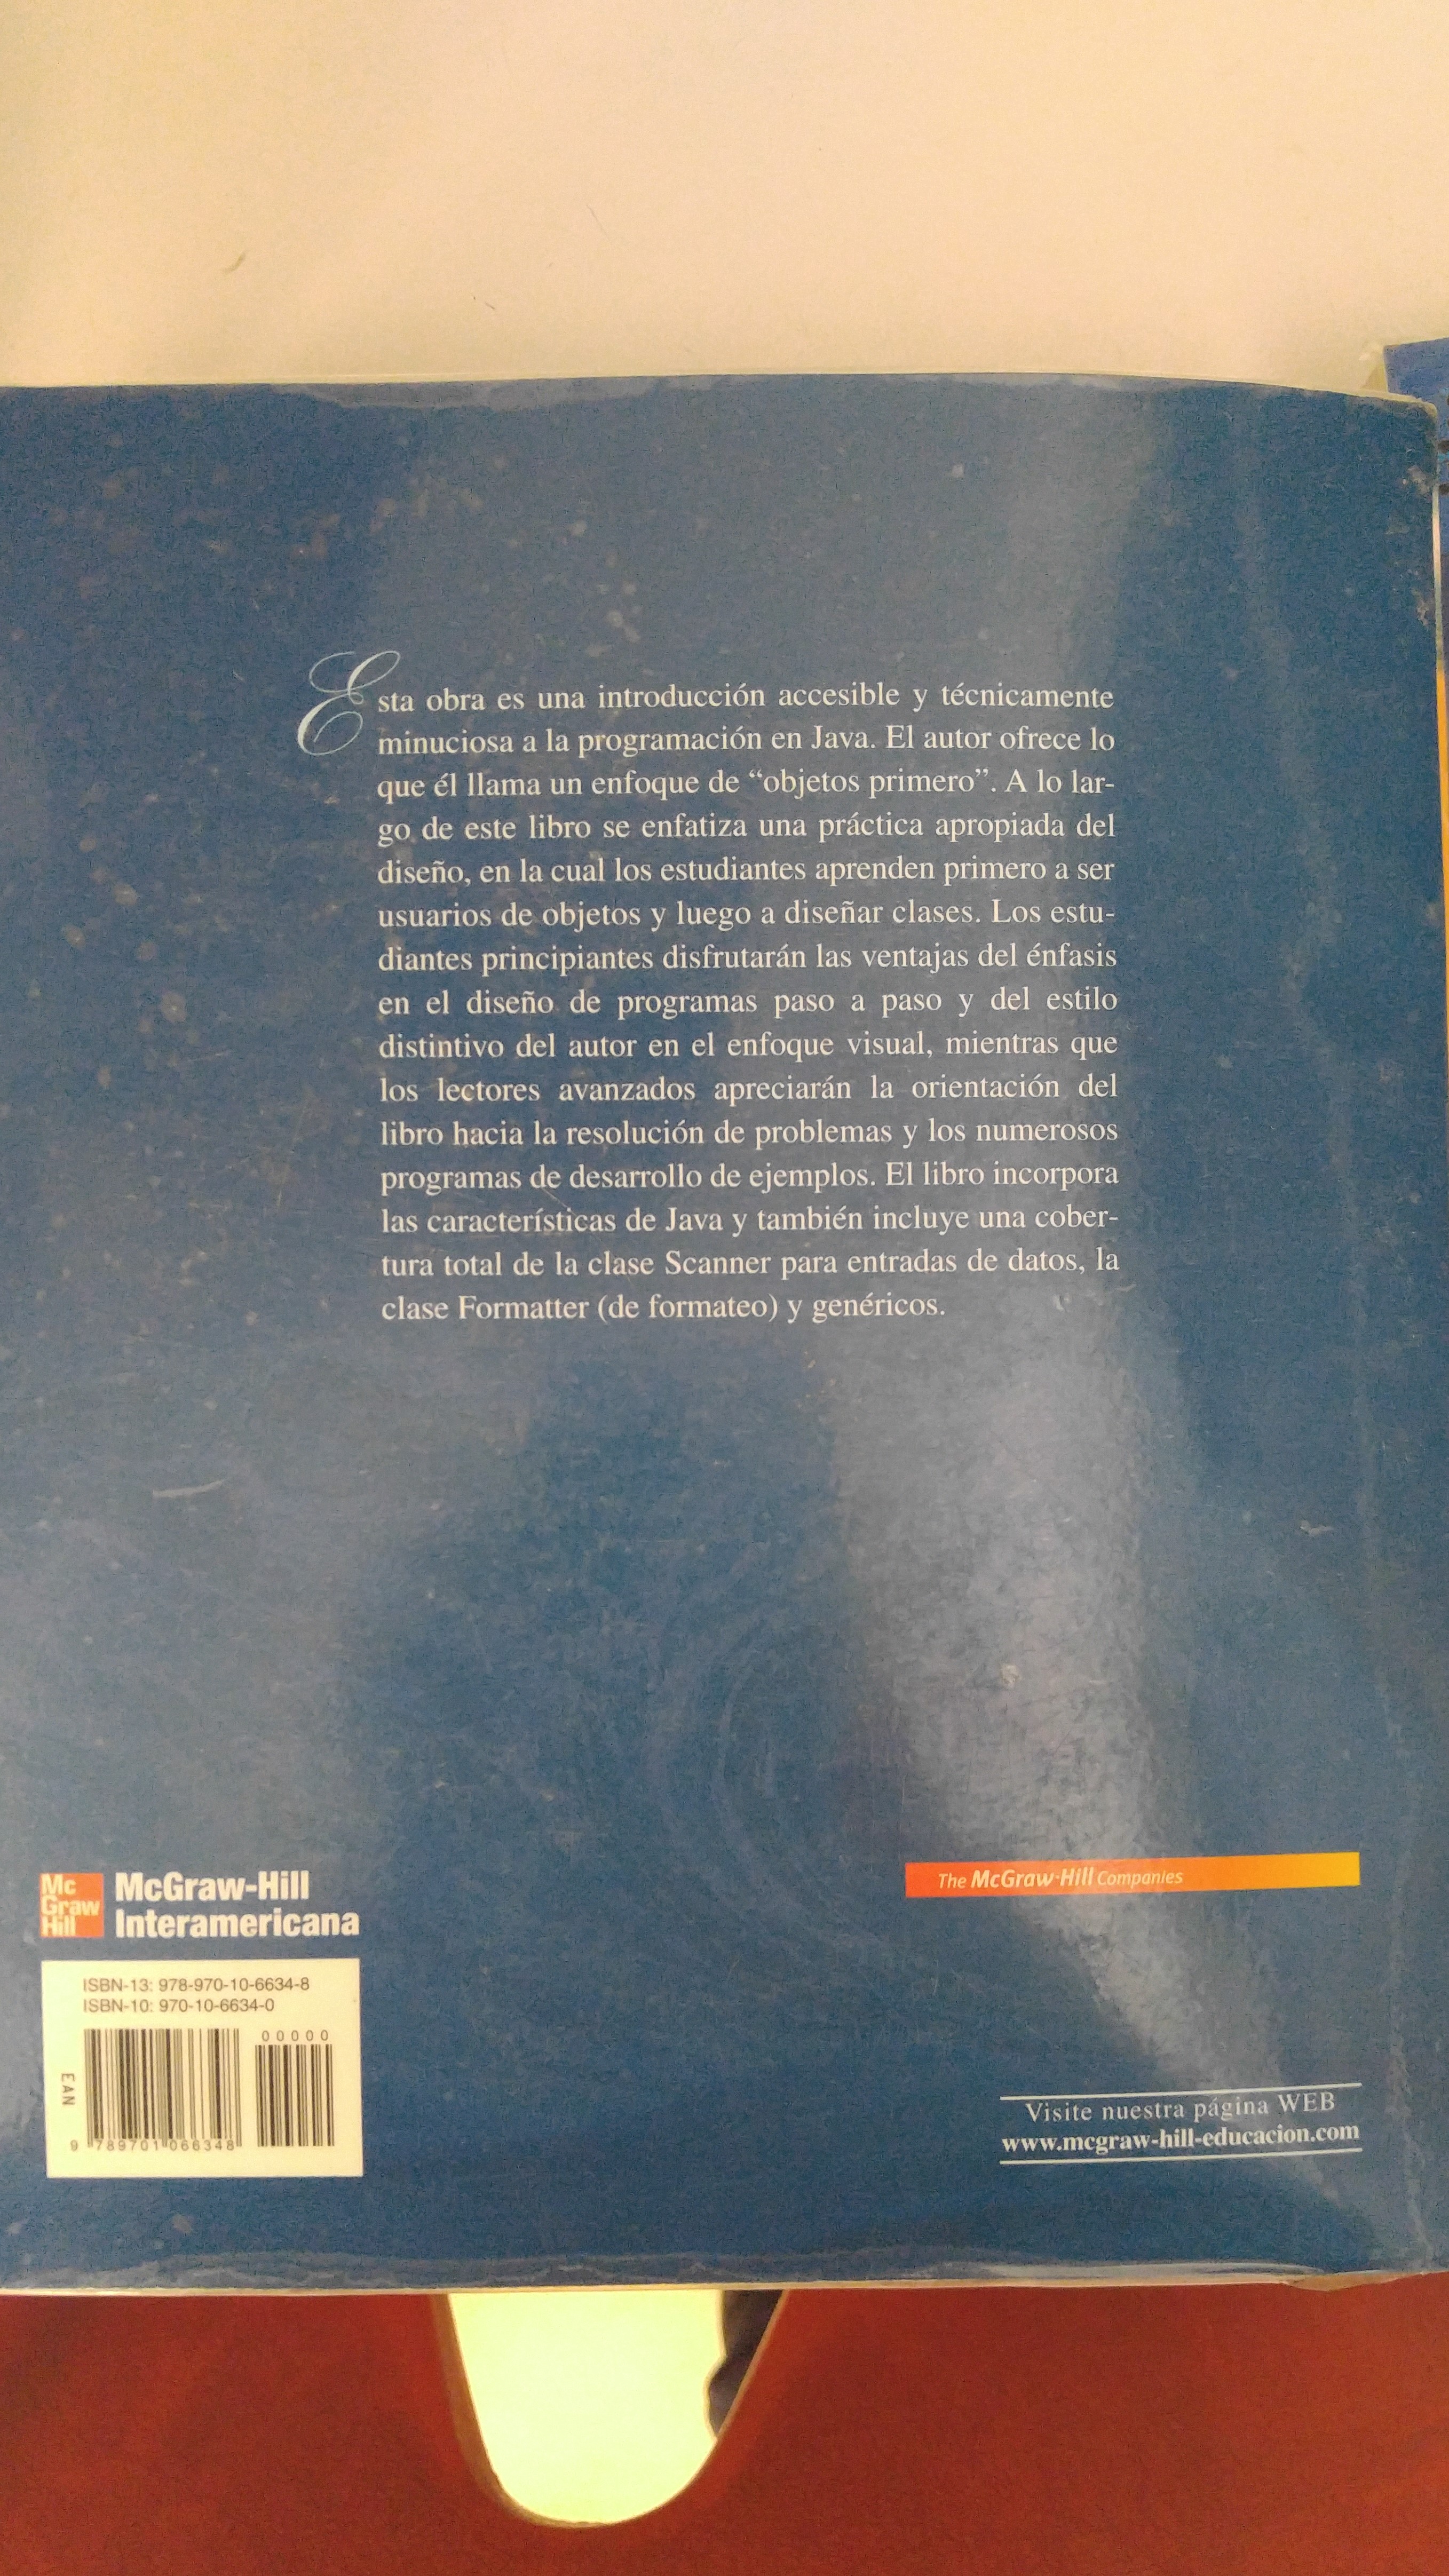 Esta obra es una introducción accesible y técnicamente
minuciosa a la programación en Java. El autor ofrece lo
que él llama un enfoque de “objetos primero”. A lo lar-
go de este libro se enfatiza una práctica apropiada del
diseño, en la cual los estudiantes aprenden primero a ser
usuarios de objetos y luego a diseñar clases. Los estu-
diantes principiantes disfrutarán las ventajas del énfasis
en el diseño de programas paso a paso y del estilo
distintivo del autor en el enfoque visual, mientras que
los lectores avanzados apreciarán la orientación del
libro hacia la resolución de problemas y los numerosos
programas de desarrollo de ejemplos. El libro incorpora
las características de Java y también incluye una cober-
tura total de la clase Scanner para entradas de datos, la
clase Formatter (de formateo) y genéricos.
Mc
Graw
Hill
McGraw-Hill
Interamericana
The McGraw-Hill Companies
ISBN-13: 978-970-10-6634-8
ISBN-10: 970-10-6634-0
00000
EAN
9 789701 066348
Visite nuestra página WEB
www.mcgraw-hill-educacion.com